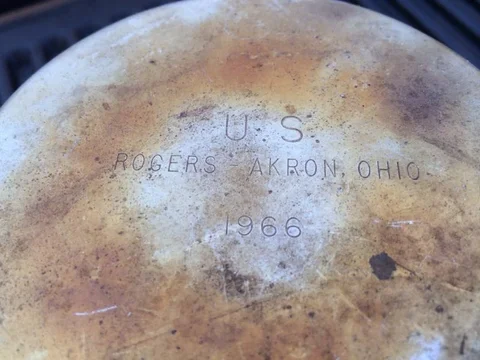 U S
ROGERS AKRON, OHIO
1966